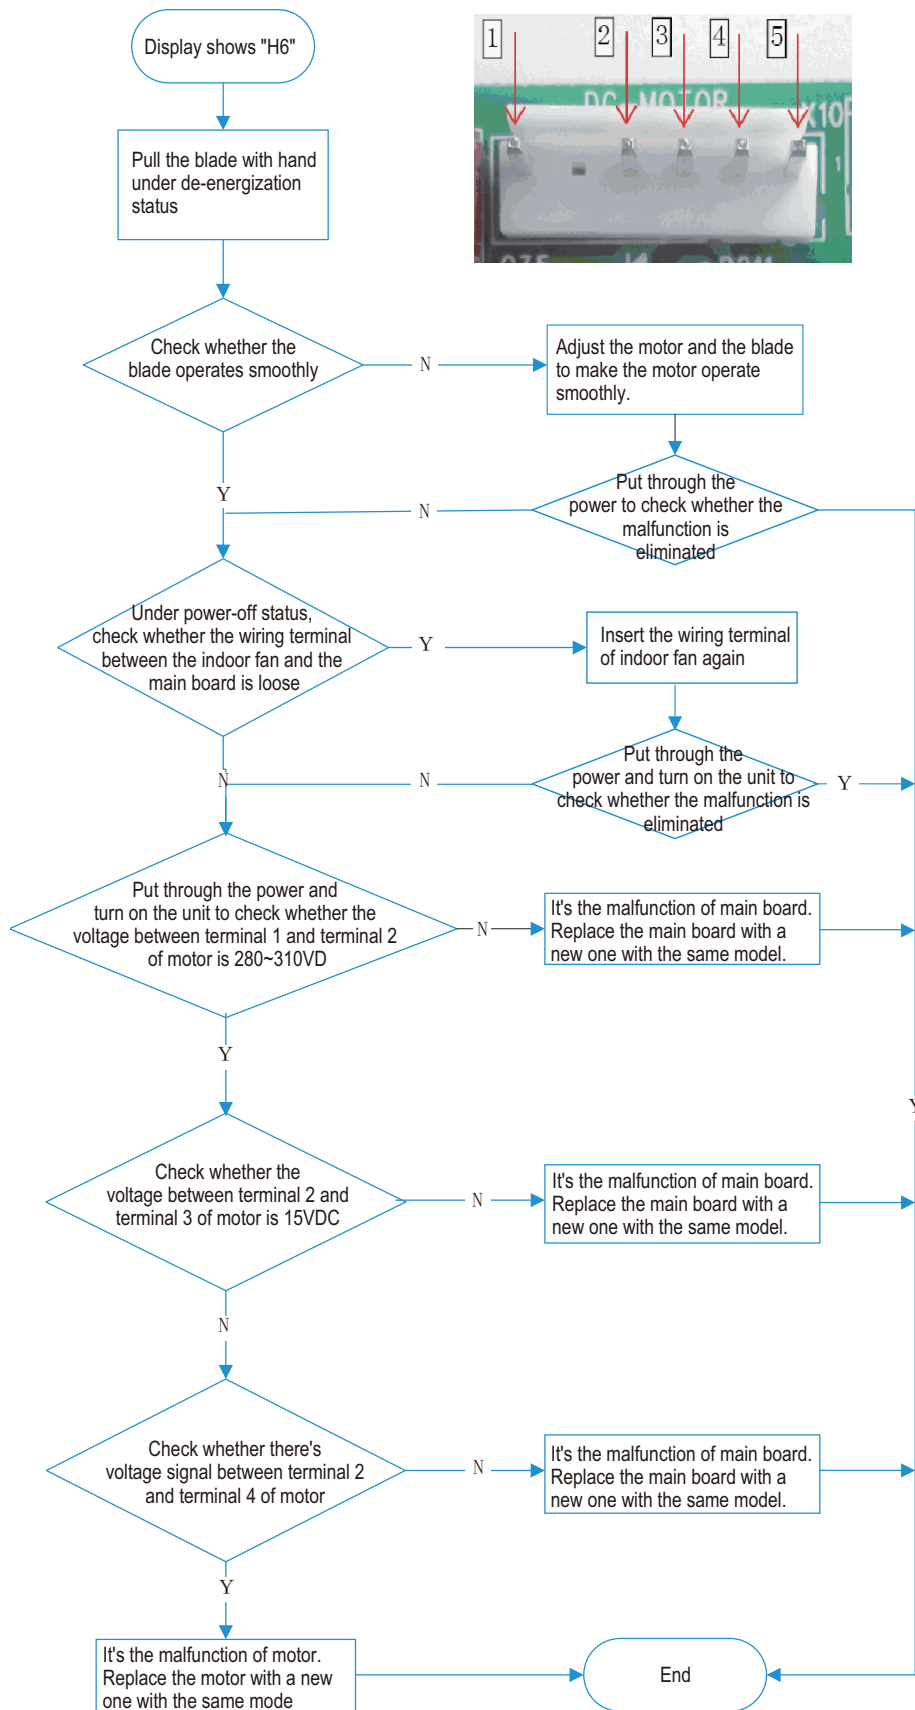 Display shows "H6"
1
2
3
4
5
DC MOTOR
Pull the blade with hand
under de-energization
status
Check whether the
blade operates smoothly
N
Adjust the motor and the blade
to make the motor operate
smoothly.
Y
N
Put through the
power to check whether the
malfunction is
eliminated
Under power-off status,
check whether the wiring terminal
between the indoor fan and the
main board is loose
Y
Insert the wiring terminal
of indoor fan again
N
N
Put through the
power and turn on the unit to
check whether the malfunction is
eliminated
Y
Put through the power and
turn on the unit to check whether the
voltage between terminal 1 and terminal 2
of motor is 280~310VD
N
It's the malfunction of main board.
Replace the main board with a
new one with the same model.
Y
Y
Check whether the
voltage between terminal 2 and
terminal 3 of motor is 15VDC
N
It's the malfunction of main board.
Replace the main board with a
new one with the same model.
N
Check whether there's
voltage signal between terminal 2
and terminal 4 of motor
N
It's the malfunction of main board.
Replace the main board with a
new one with the same model.
Y
It's the malfunction of motor.
Replace the motor with a new
one with the same mode
End